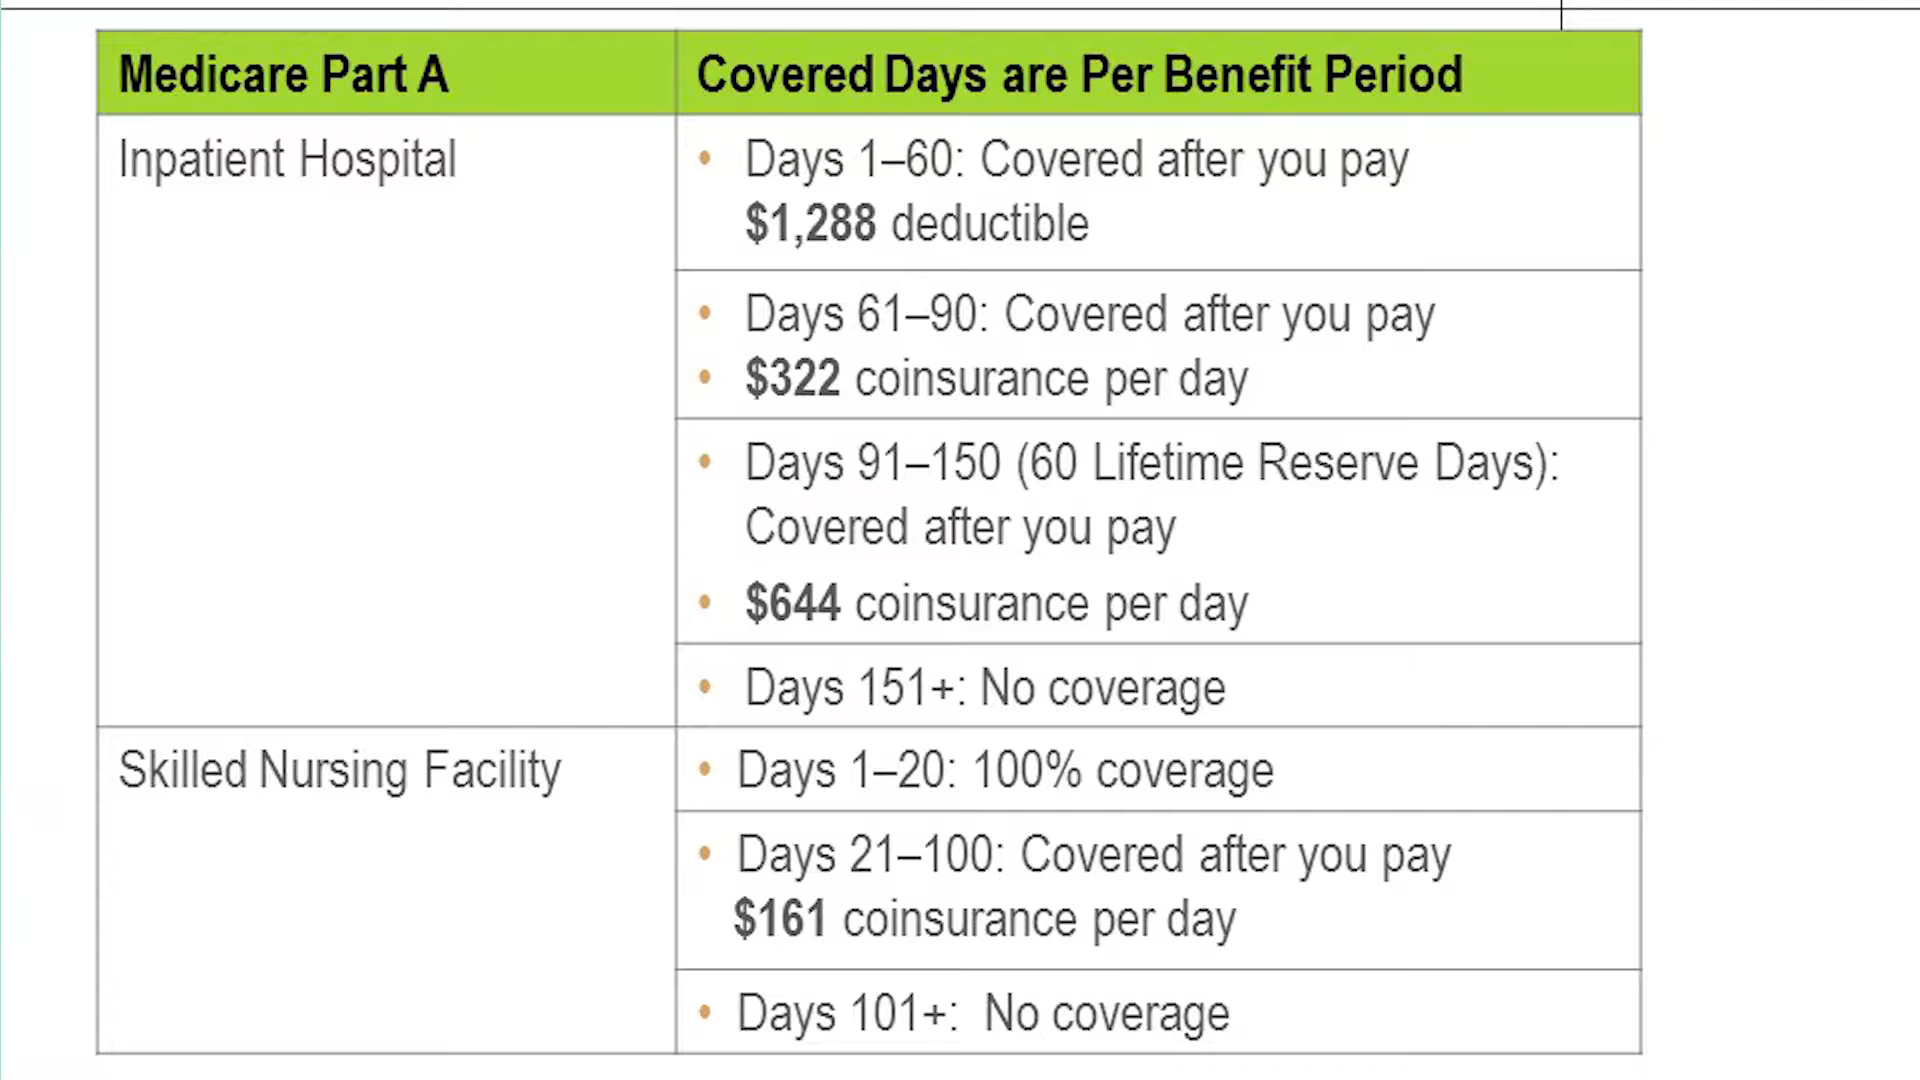 Medicare Part A
Covered Days are Per Benefit Period
Inpatient Hospital
• Days 1–60: Covered after you pay
$1,288 deductible
• Days 61–90: Covered after you pay
• $322 coinsurance per day
• Days 91–150 (60 Lifetime Reserve Days):
Covered after you pay
• $644 coinsurance per day
• Days 151+: No coverage
Skilled Nursing Facility
• Days 1–20: 100% coverage
• Days 21–100: Covered after you pay
$161 coinsurance per day
• Days 101+: No coverage